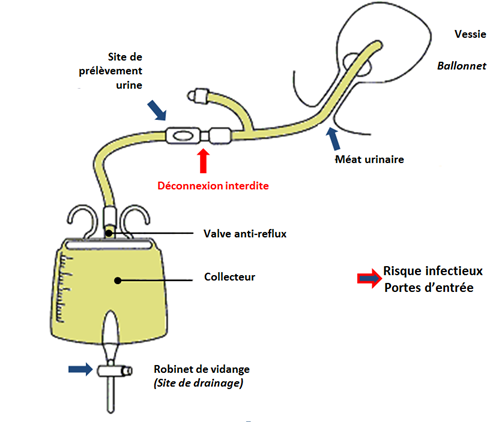 Vessie
Site de
prélèvement
urine
Ballonnet
Méat urinaire
Déconnexion interdite
Valve anti-reflux
Collecteur
Risque infectieux
Portes d'entrée
Robinet de vidange
(Site de drainage)